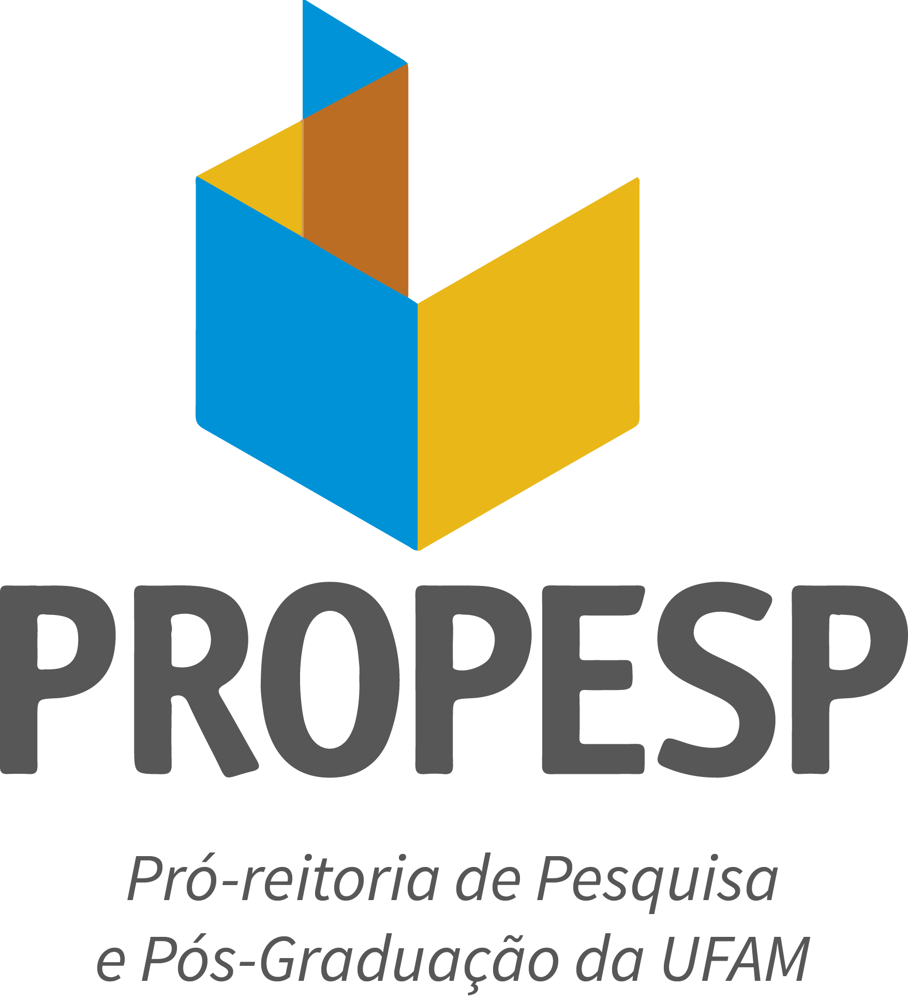 PROPESP
Pró-reitoria de Pesquisa
e Pós-Graduação da UFAM